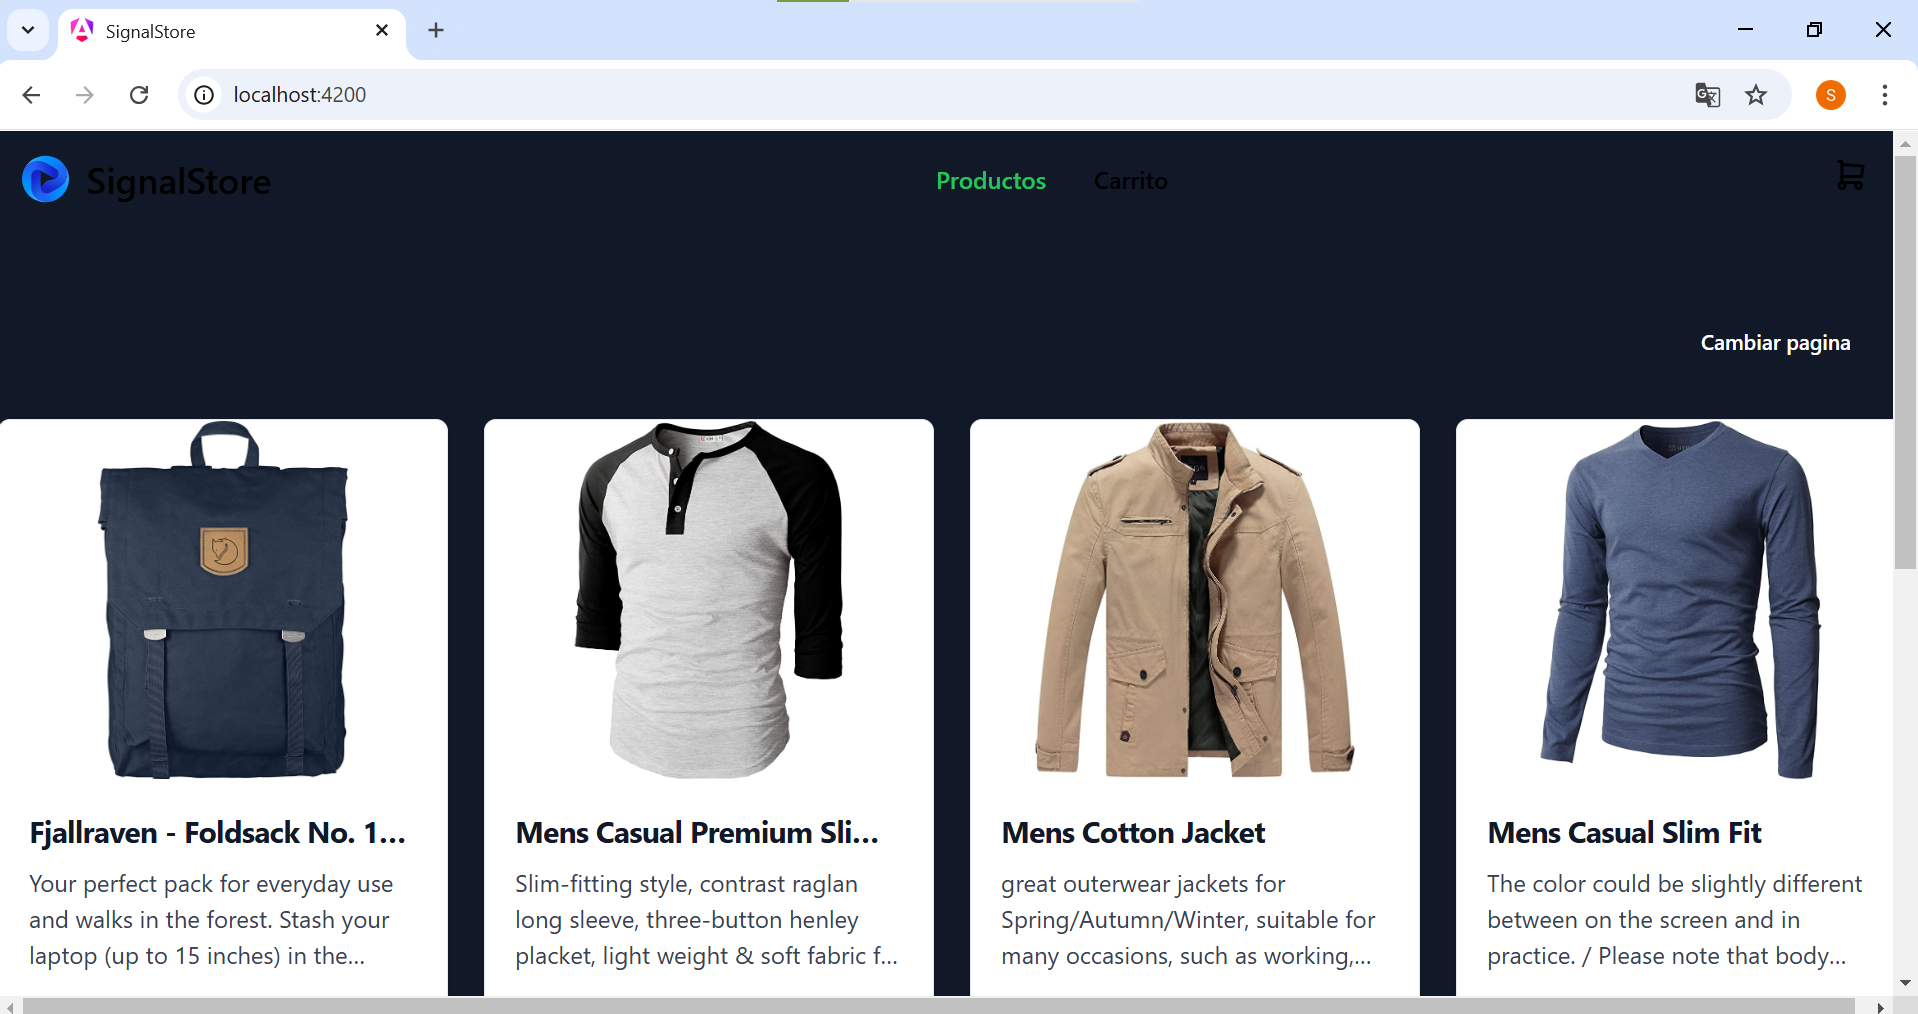 SignalStore
localhost:4200
S
SignalStore
Productos
Carrito
Cambiar pagina
Fjallraven - Foldsack No. 1...
Your perfect pack for everyday use
and walks in the forest. Stash your
laptop (up to 15 inches) in the...
Mens Casual Premium Sli...
Slim-fitting style, contrast raglan
long sleeve, three-button henley
placket, light weight & soft fabric f...
Mens Cotton Jacket
great outerwear jackets for
Spring/Autumn/Winter, suitable for
many occasions, such as working,...
Mens Casual Slim Fit
The color could be slightly different
between on the screen and in
practice. / Please note that body...